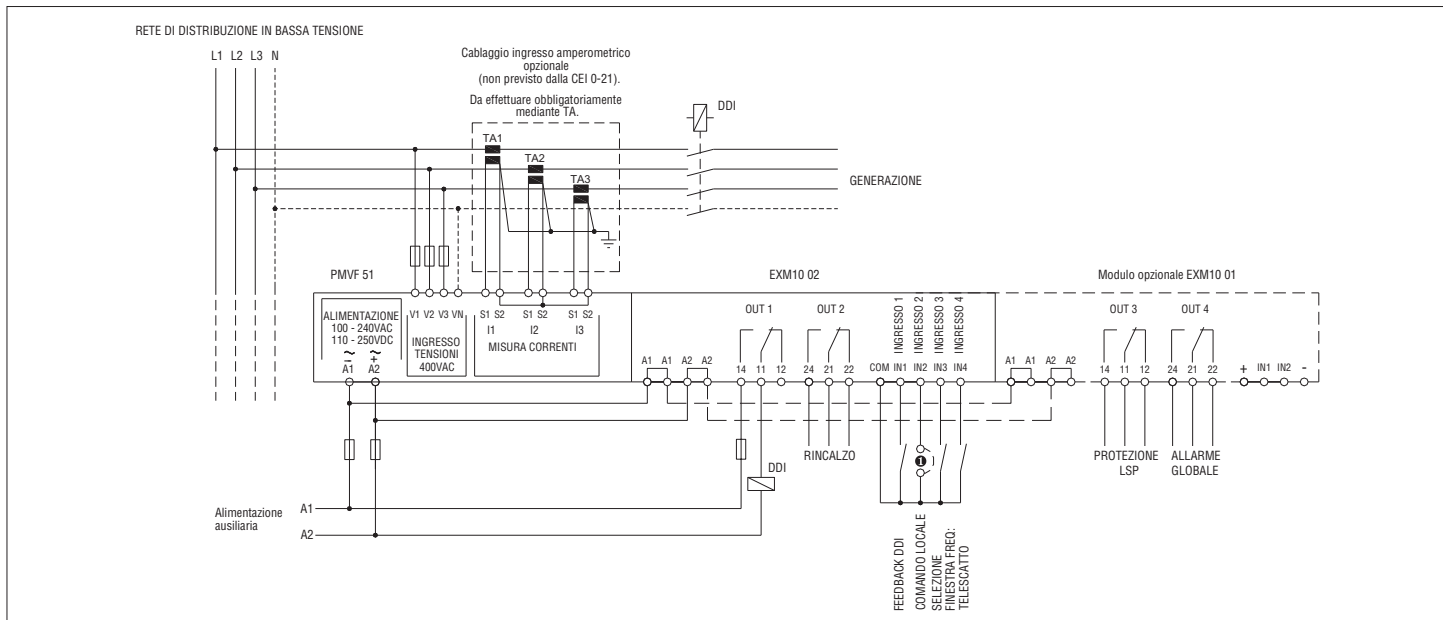 RETE DI DISTRIBUZIONE IN BASSA TENSIONE
L1 L2 L3 N
Cablaggio ingresso amperometrico
opzionale
(non previsto dalla CEI 0-21).
Da effettuare obbligatoriamente
mediante TA.
DDI
TA1
TA2
TA3
GENERAZIONE
PMVF 51
EXM10 02
Modulo opzionale EXM10 01
ALIMENTAZIONE
100 - 240VAC
110 - 250VDC
~ ~
- +
A1 A2
V1 V2 V3 VN
INGRESSO
TENSIONI
400VAC
S1 S2 S1 S2 S1 S2
I1 I2 I3
MISURA CORRENTI
A1 A1 A2 A2
OUT 1
14 11 12
OUT 2
24 21 22
INGRESSO 1
INGRESSO 2
INGRESSO 3
INGRESSO 4
COM IN1 IN2 IN3 IN4
A1 A1 A2 A2
OUT 3
14 11 12
OUT 4
24 21 22
+ IN1 IN2 -
RINCALZO
1
PROTEZIONE
LSP
ALLARME
GLOBALE
DDI
Alimentazione
ausiliaria
A1
A2
FEEDBACK DDI
COMANDO LOCALE
SELEZIONE
FINESTRA FREQ:
TELESCATTO